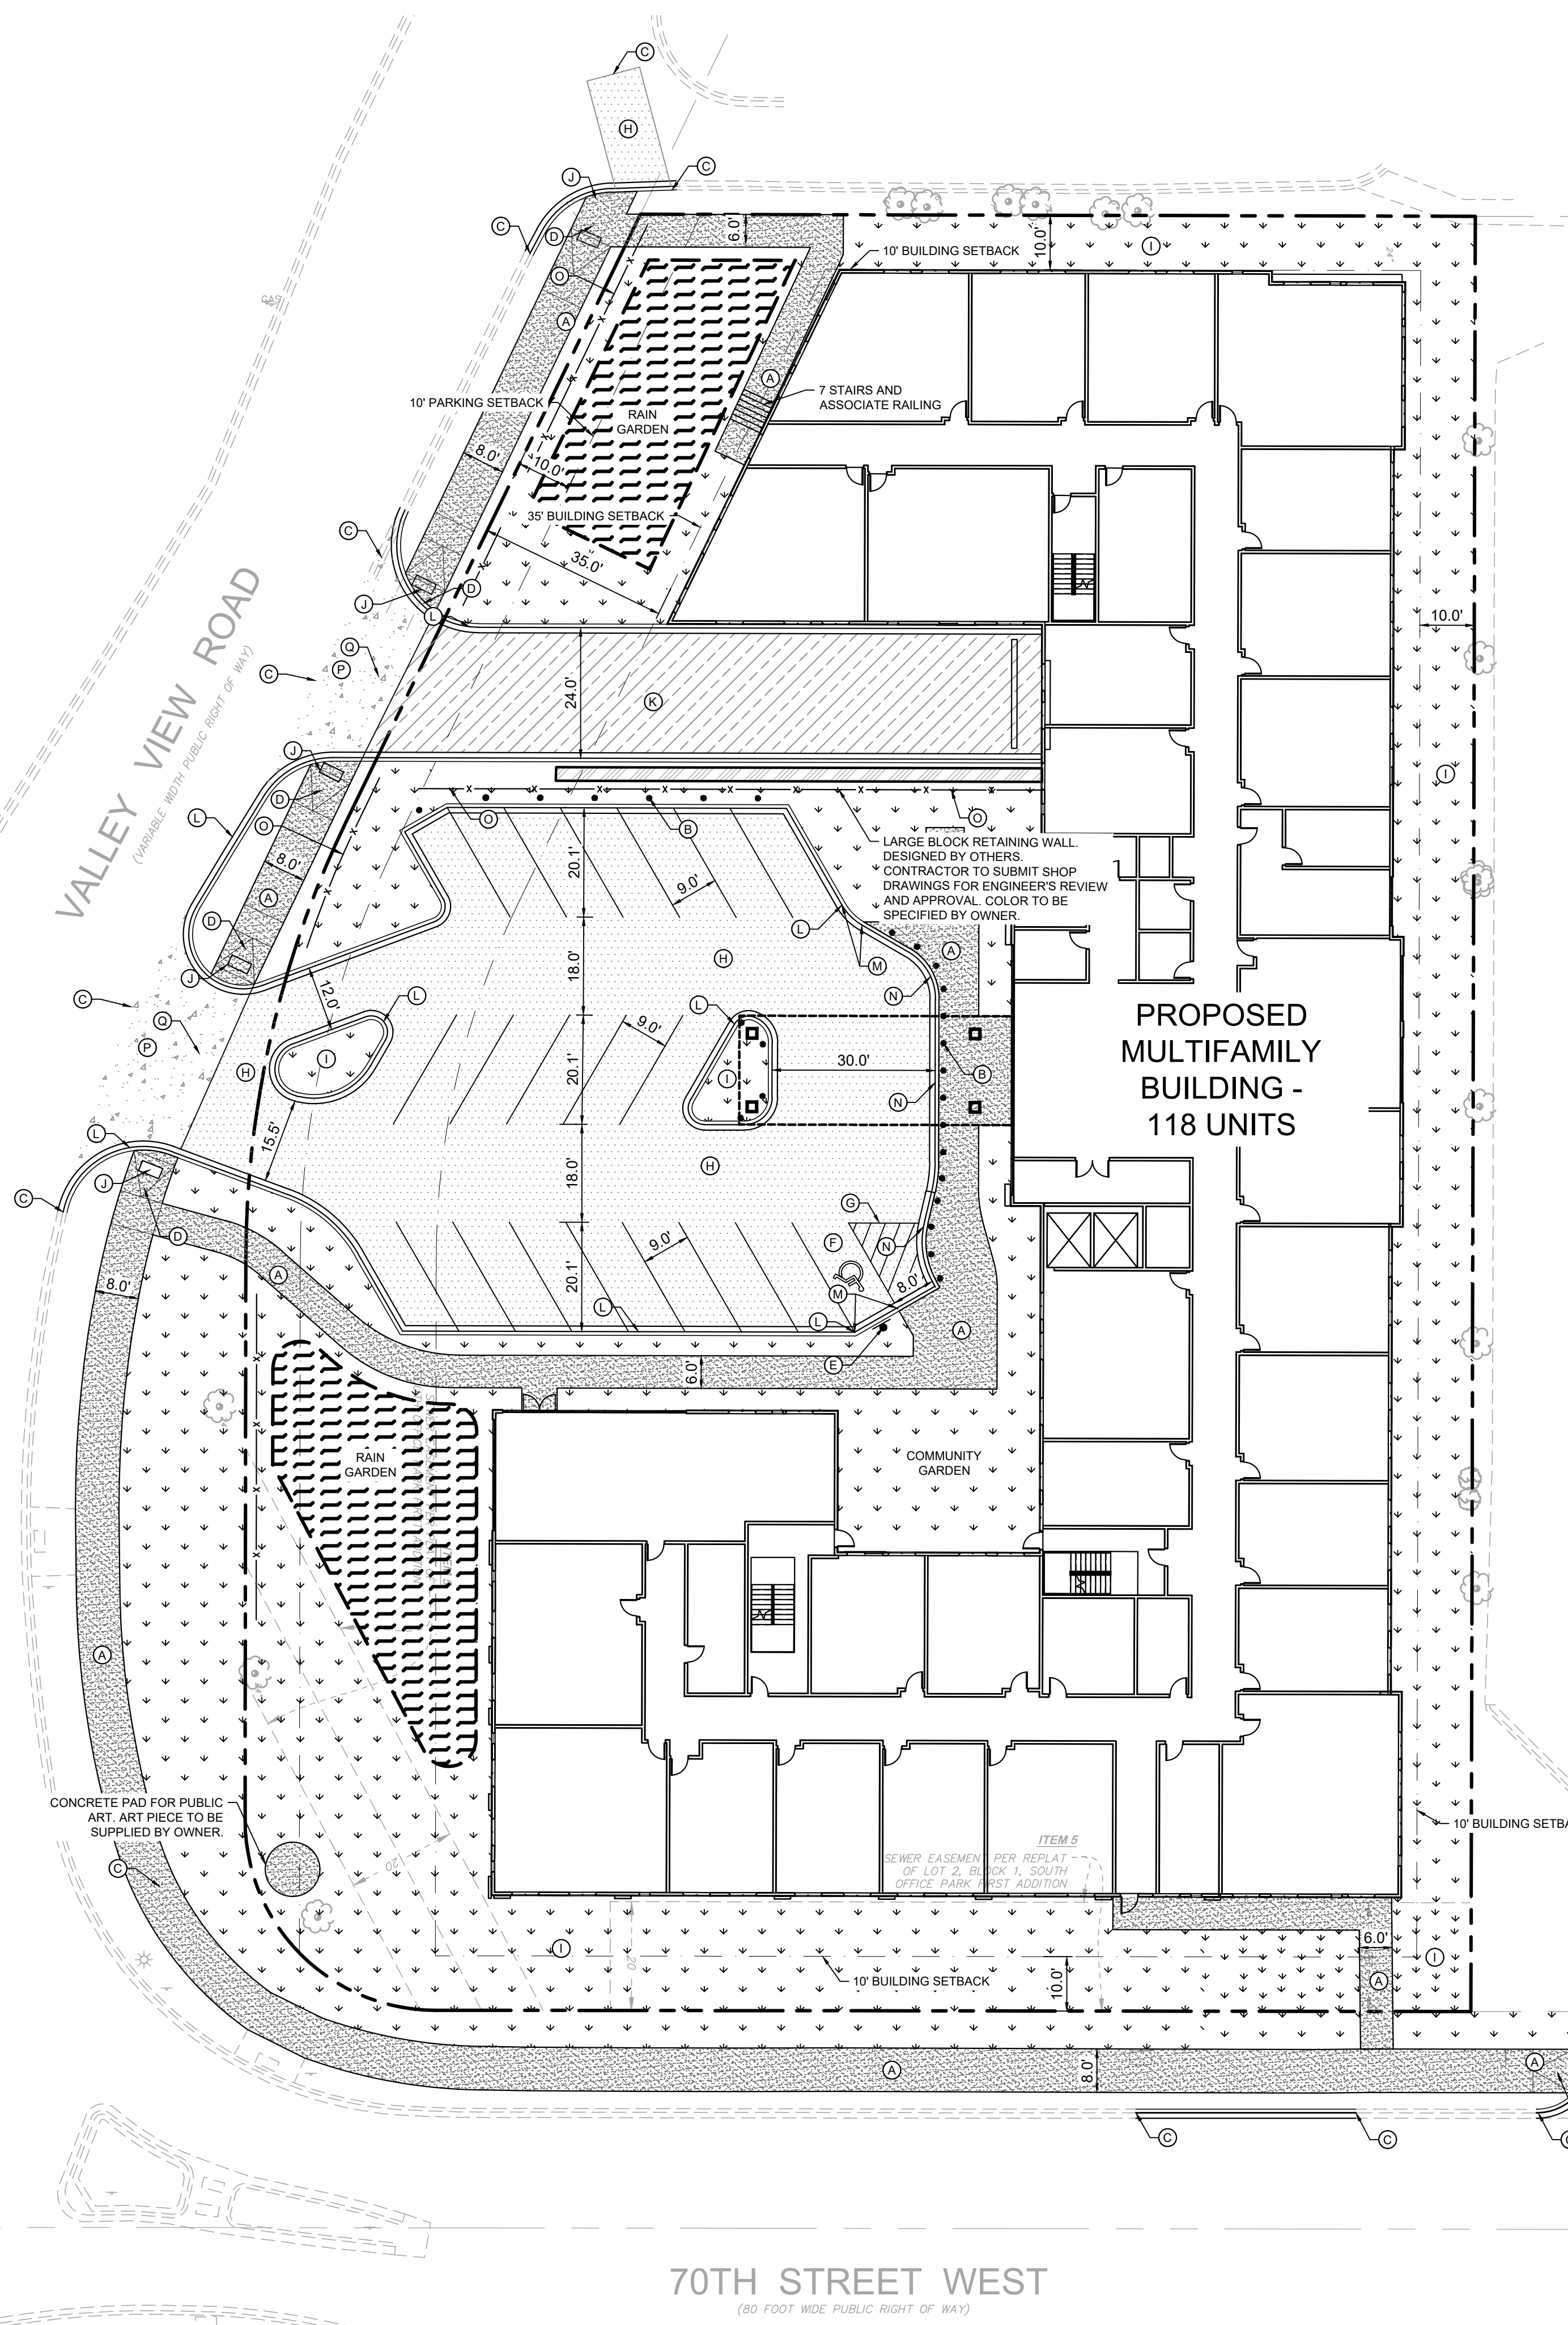 C
H
C
J
C
D
6.0'
10' BUILDING SETBACK
10.0'
I
24"
O
GAS
A
A
7 STAIRS AND
ASSOCIATE RAILING
10' PARKING SETBACK
RAIN
GARDEN
8.0'
10.0'
35' BUILDING SETBACK
35.0'
C
D
J
L
10.0'
VALLEY VIEW ROAD
(VARIABLE WIDTH PUBLIC RIGHT OF WAY)
Q
P
C
24.0'
K
J
D
I
L
O
O
B
O
LARGE BLOCK RETAINING WALL.
DESIGNED BY OTHERS.
CONTRACTOR TO SUBMIT SHOP
DRAWINGS FOR ENGINEER'S REVIEW
AND APPROVAL. COLOR TO BE
SPECIFIED BY OWNER.
8.0'
20.1'
9.0'
A
D
L
A
H
M
J
18.0'
12.0'
L
N
C
L
Q
P
9.0'
PROPOSED
MULTIFAMILY
BUILDING -
118 UNITS
I
H
20.1'
30.0'
I
B
N
15.5'
L
H
J
18.0'
C
G
D
F
N
9.0'
A
8.0'
20.1'
8.0'
M
L
L
A
E
6.0'
RAIN
GARDEN
COMMUNITY
GARDEN
A
CONCRETE PAD FOR PUBLIC
ART. ART PIECE TO BE
SUPPLIED BY OWNER.
10' BUILDING SETBA
C
20
ITEM 5
SEWER EASEMENT PER REPLAT
OF LOT 2, BLOCK 1, SOUTH
OFFICE PARK FIRST ADDITION
I
20
6.0'
I
10' BUILDING SETBACK
10.0'
A
A
8.0'
A
C
C
70TH STREET WEST
(80 FOOT WIDE PUBLIC RIGHT OF WAY)